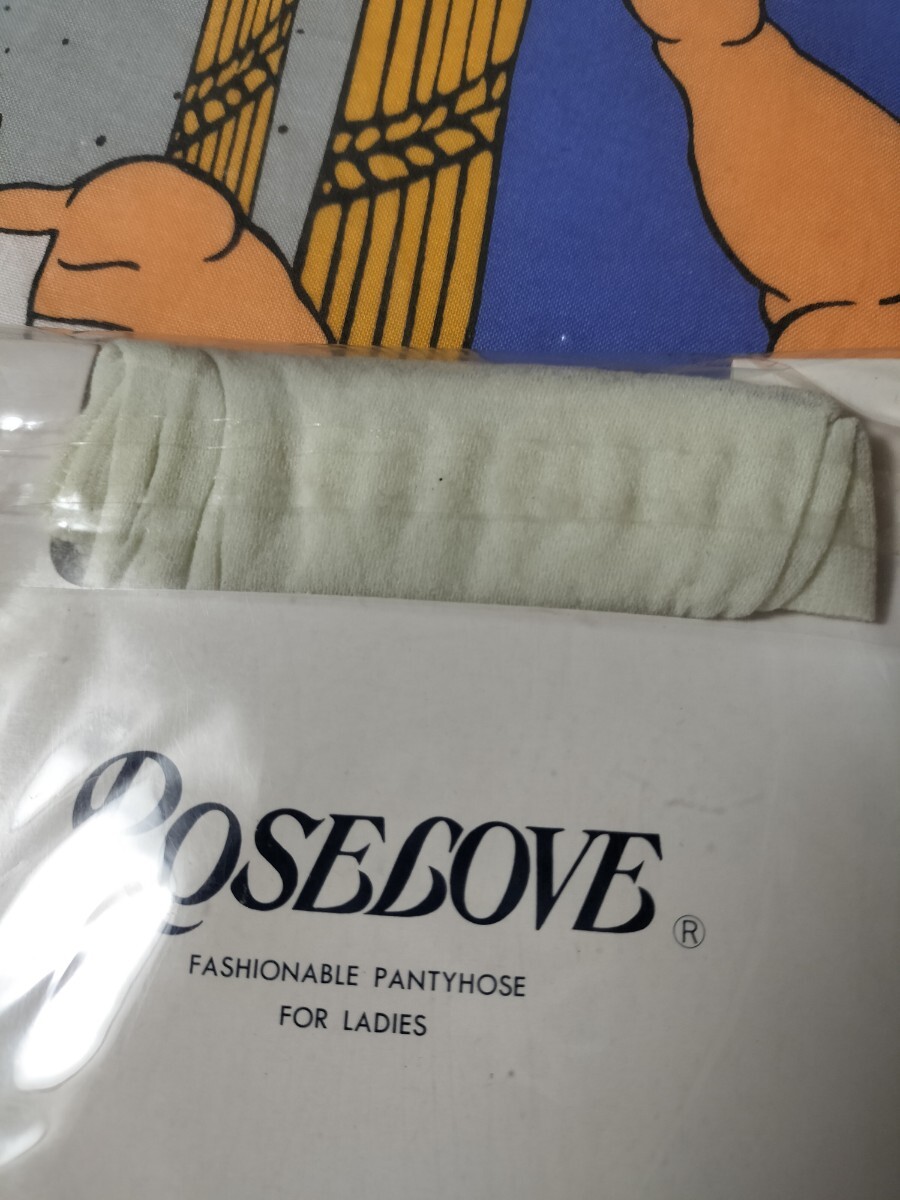 ROSELOVE ®
FASHIONABLE PANTYHOSE
FOR LADIES